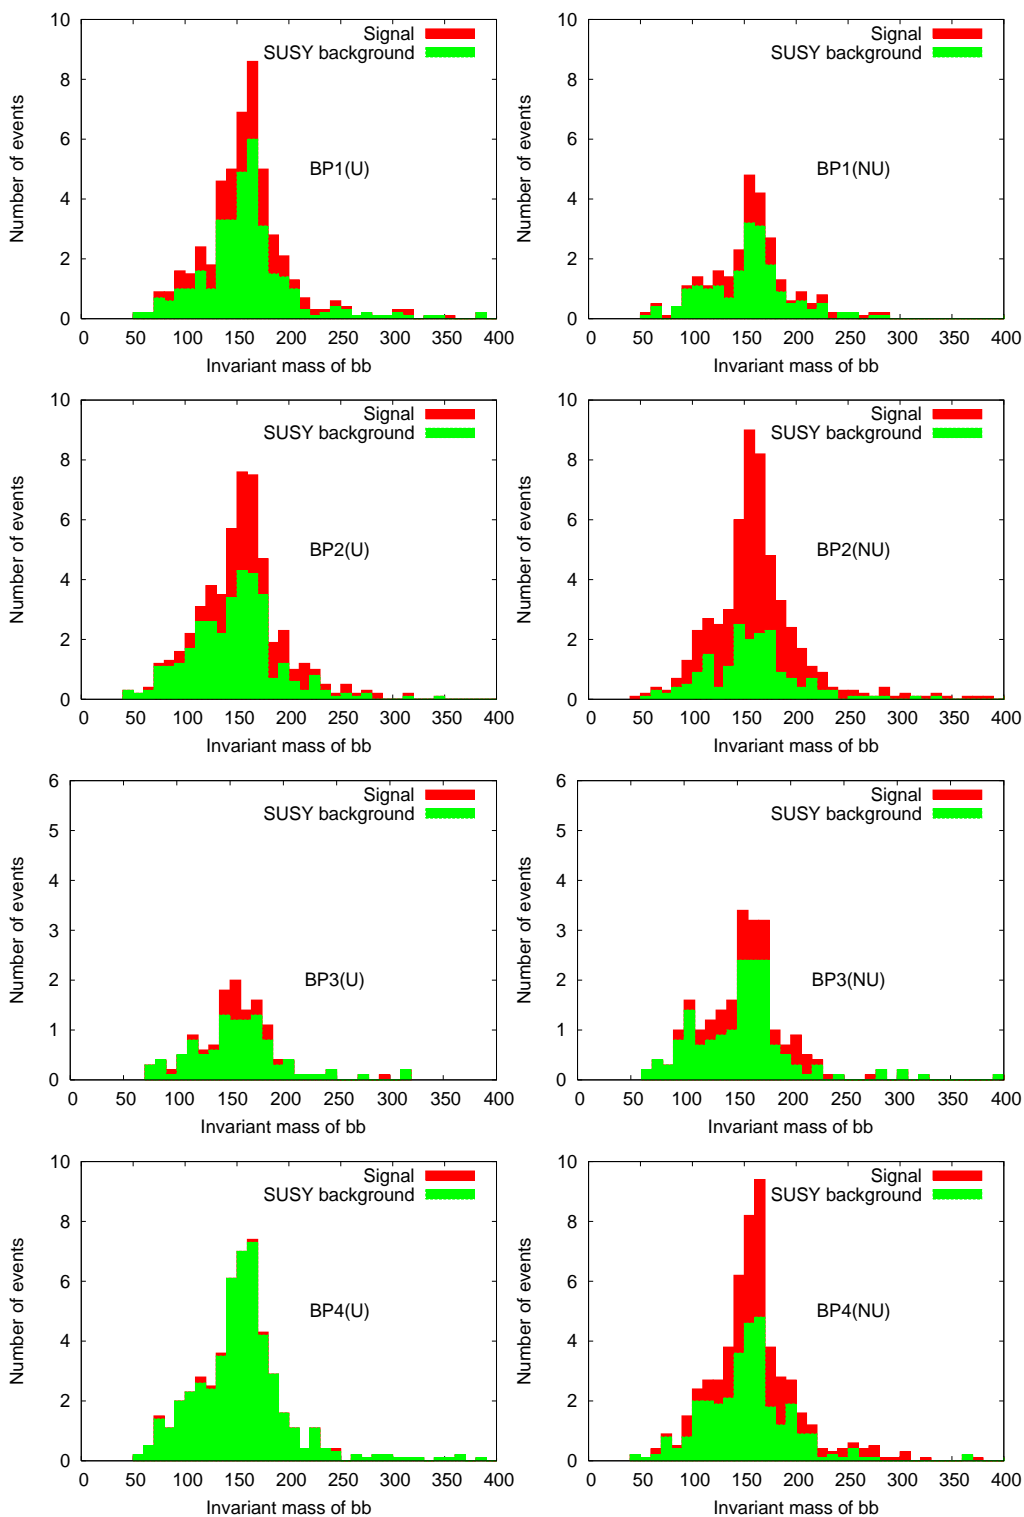 10
8
6
4
2
0
Number of events
Signal
SUSY background
BP1(U)
0 50 100 150 200 250 300 350 400
Invariant mass of bb
10
8
6
4
2
0
Number of events
Signal
SUSY background
BP1(NU)
0 50 100 150 200 250 300 350 400
Invariant mass of bb
10
8
6
4
2
0
Number of events
Signal
SUSY background
BP2(U)
0 50 100 150 200 250 300 350 400
Invariant mass of bb
10
8
6
4
2
0
Number of events
Signal
SUSY background
BP2(NU)
0 50 100 150 200 250 300 350 400
Invariant mass of bb
6
5
4
3
2
1
0
Number of events
Signal
SUSY background
BP3(U)
0 50 100 150 200 250 300 350 400
Invariant mass of bb
6
5
4
3
2
1
0
Number of events
Signal
SUSY background
BP3(NU)
0 50 100 150 200 250 300 350 400
Invariant mass of bb
10
8
6
4
2
0
Number of events
Signal
SUSY background
BP4(U)
0 50 100 150 200 250 300 350 400
Invariant mass of bb
10
8
6
4
2
0
Number of events
Signal
SUSY background
BP4(NU)
0 50 100 150 200 250 300 350 400
Invariant mass of bb